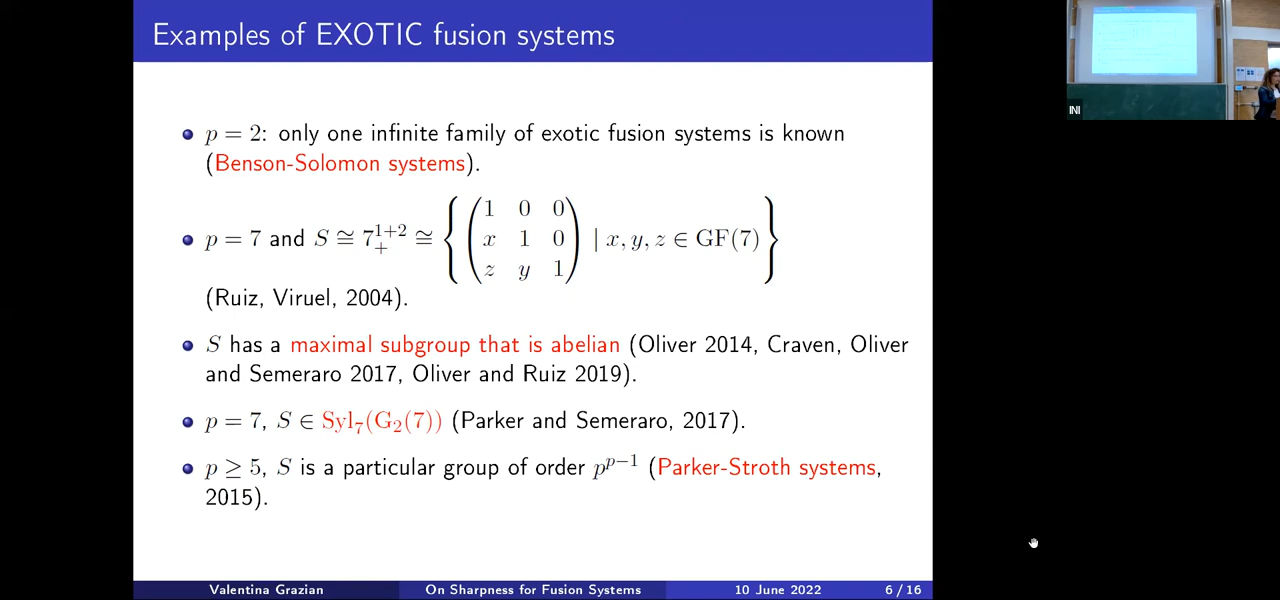 Examples of EXOTIC fusion systems
p = 2: only one infinite family of exotic fusion systems is known
(Benson-Solomon systems).
p = 7 and S ≅ 7₊¹⁺² ≅ { ( 1 0 0
x 1 0
z y 1 ) | x, y, z ∈ GF(7) }
(Ruiz, Viruel, 2004).
S has a maximal subgroup that is abelian (Oliver 2014, Craven, Oliver
and Semeraro 2017, Oliver and Ruiz 2019).
p = 7, S ∈ Syl₇(G₂(7)) (Parker and Semeraro, 2017).
p ≥ 5, S is a particular group of order pᵖ⁻¹ (Parker-Stroth systems,
2015).
Valentina Grazian On Sharpness for Fusion Systems 10 June 2022 6 / 16
INI